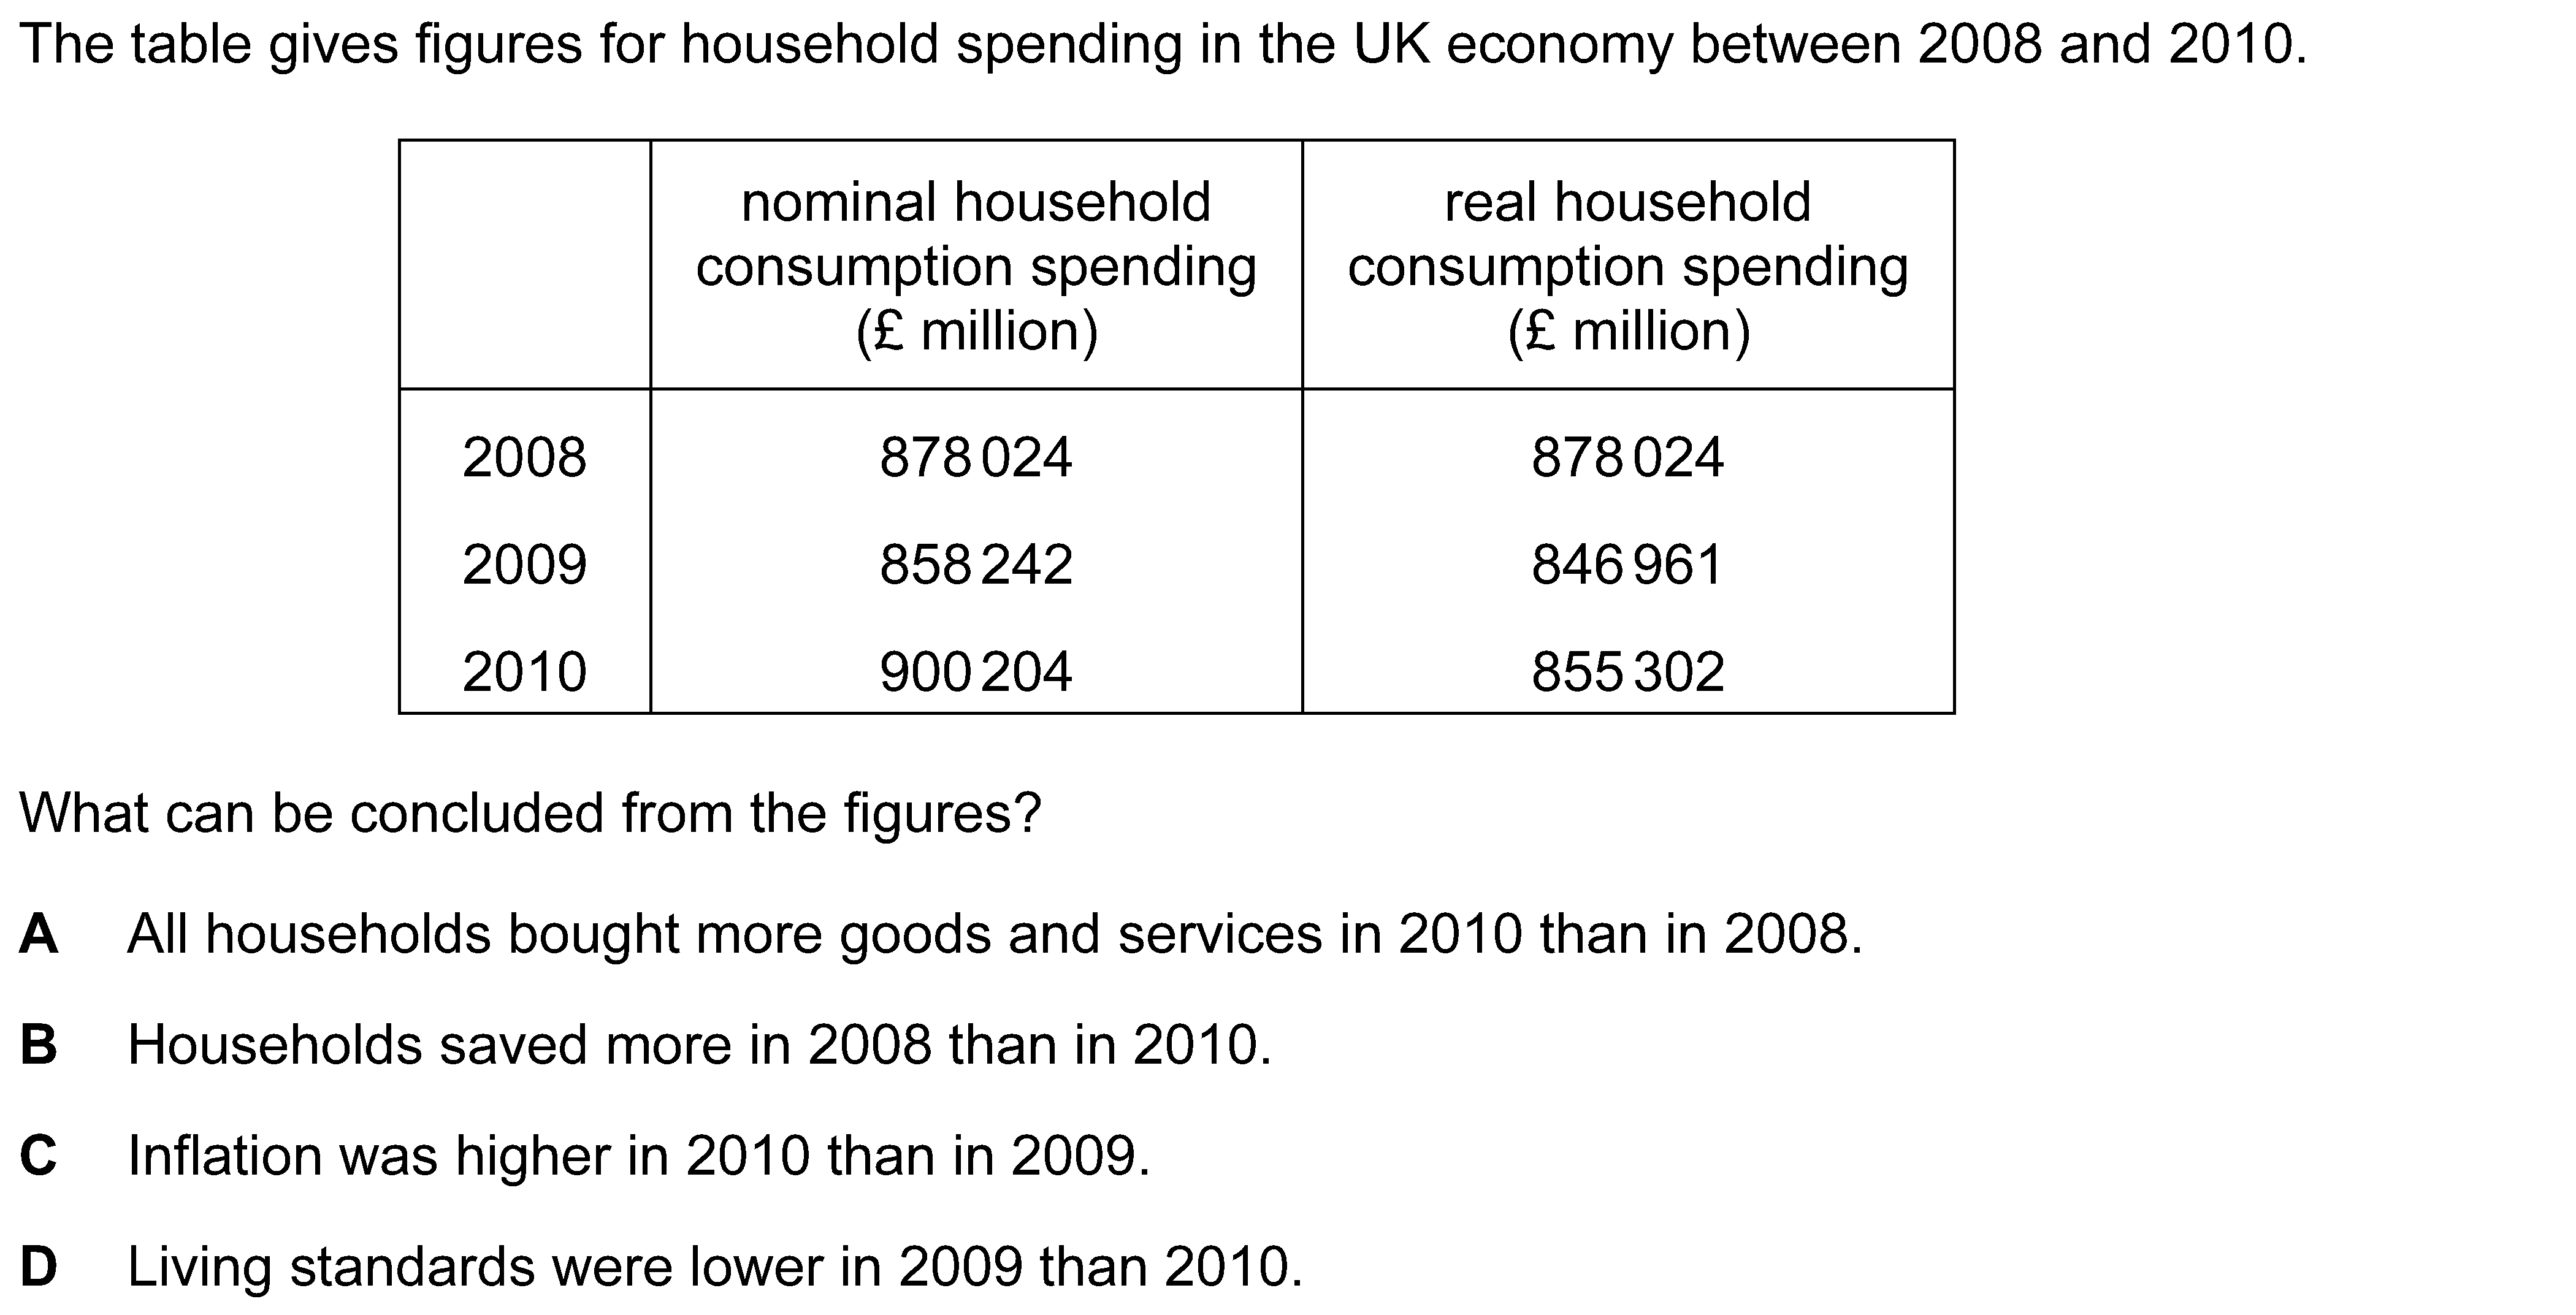 The table gives figures for household spending in the UK economy between 2008 and 2010.
nominal household consumption spending (£ million)
real household consumption spending (£ million)
2008 878 024 878 024
2009 858 242 846 961
2010 900 204 855 302
What can be concluded from the figures?
A All households bought more goods and services in 2010 than in 2008.
B Households saved more in 2008 than in 2010.
C Inflation was higher in 2010 than in 2009.
D Living standards were lower in 2009 than 2010.